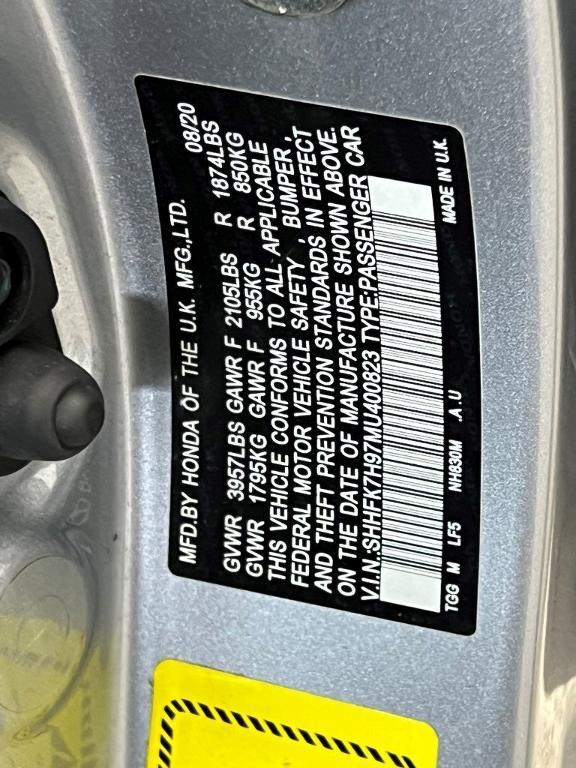 MFD.BY HONDA OF THE U.K. MFG.,LTD. 08/20
GVWR 3957LBS GAWR F 2105LBS R 1874LBS
GVWR 1795KG GAWR F 955KG R 850KG
THIS VEHICLE CONFORMS TO ALL APPLICABLE
FEDERAL MOTOR VEHICLE SAFETY , BUMPER ,
AND THEFT PREVENTION STANDARDS IN EFFECT
ON THE DATE OF MANUFACTURE SHOWN ABOVE.
V.I.N.:SHHFK7H97MU400823 TYPE:PASSENGER CAR
TGG M LF5 NH830M .A.U MADE IN U.K.